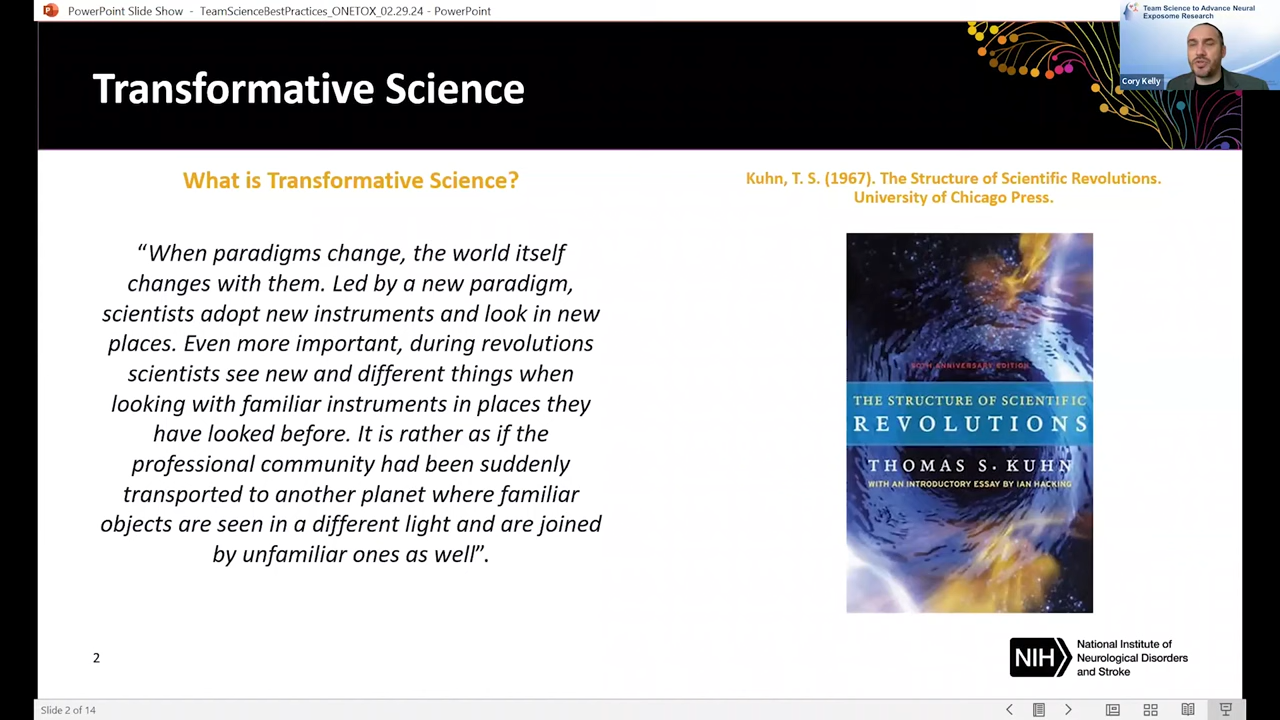 PowerPoint Slide Show - TeamScienceBestPractices_ONETOX_02.29.24 - PowerPoint
Team Science to Advance Neural
Exposome Research
Cory Kelly
Transformative Science
What is Transformative Science?
“When paradigms change, the world itself
changes with them. Led by a new paradigm,
scientists adopt new instruments and look in new
places. Even more important, during revolutions
scientists see new and different things when
looking with familiar instruments in places they
have looked before. It is rather as if the
professional community had been suddenly
transported to another planet where familiar
objects are seen in a different light and are joined
by unfamiliar ones as well”.
Kuhn, T. S. (1967). The Structure of Scientific Revolutions.
University of Chicago Press.
50TH ANNIVERSARY EDITION
THE STRUCTURE OF SCIENTIFIC
REVOLUTIONS
THOMAS S. KUHN
WITH AN INTRODUCTORY ESSAY BY IAN HACKING
2
NIH
National Institute of
Neurological Disorders
and Stroke
Slide 2 of 14